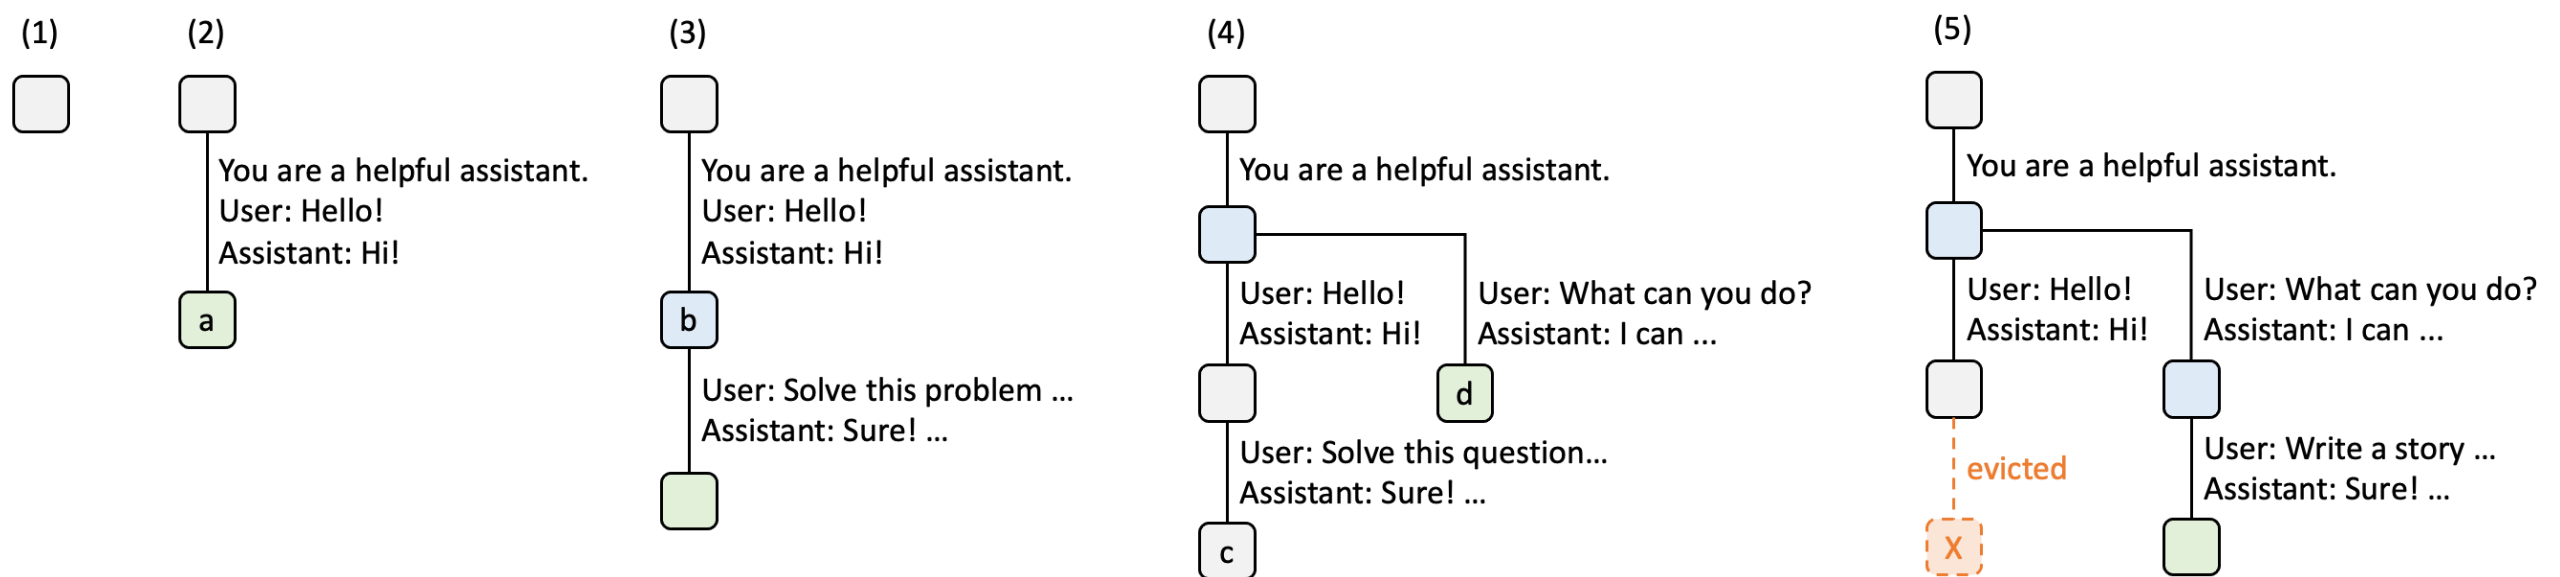 (1)
(2)
You are a helpful assistant.
User: Hello!
Assistant: Hi!
a
(3)
You are a helpful assistant.
User: Hello!
Assistant: Hi!
b
User: Solve this problem ...
Assistant: Sure! ...
(4)
You are a helpful assistant.
User: Hello!
Assistant: Hi!
User: What can you do?
Assistant: I can ...
d
User: Solve this question...
Assistant: Sure! ...
c
(5)
You are a helpful assistant.
User: Hello!
Assistant: Hi!
User: What can you do?
Assistant: I can ...
evicted
X
User: Write a story ...
Assistant: Sure! ...